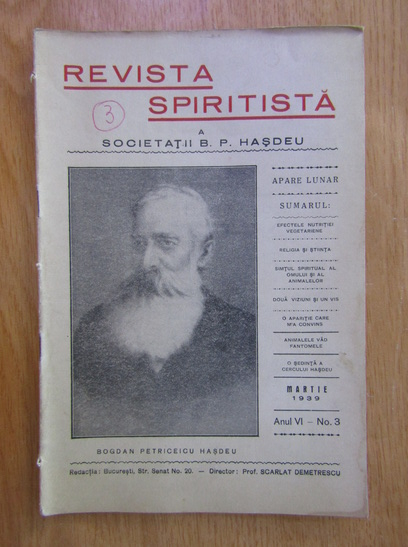 REVISTA
SPIRITISTĂ
3
A
SOCIETAȚII B. P. HAȘDEU
APARE LUNAR
SUMARUL:
EFECTELE NUTRIȚIEI
VEGETARIENE
RELIGIA ȘI ȘTIINȚA
SIMȚUL SPIRITUAL AL
OMULUI ȘI AL
ANIMALELOR
DOUĂ VIZIUNI ȘI UN VIS
O APARIȚIE CARE
M'A CONVINS
ANIMALELE VĂD
FANTOMELE
O ȘEDINȚĂ A
CERCULUI HAȘDEU
MARTIE
1939
Anul VI – No. 3
BOGDAN PETRICEICU HAȘDEU
Redacția: București, Str. Senat No. 20. — Director: Prof. SCARLAT DEMETRESCU